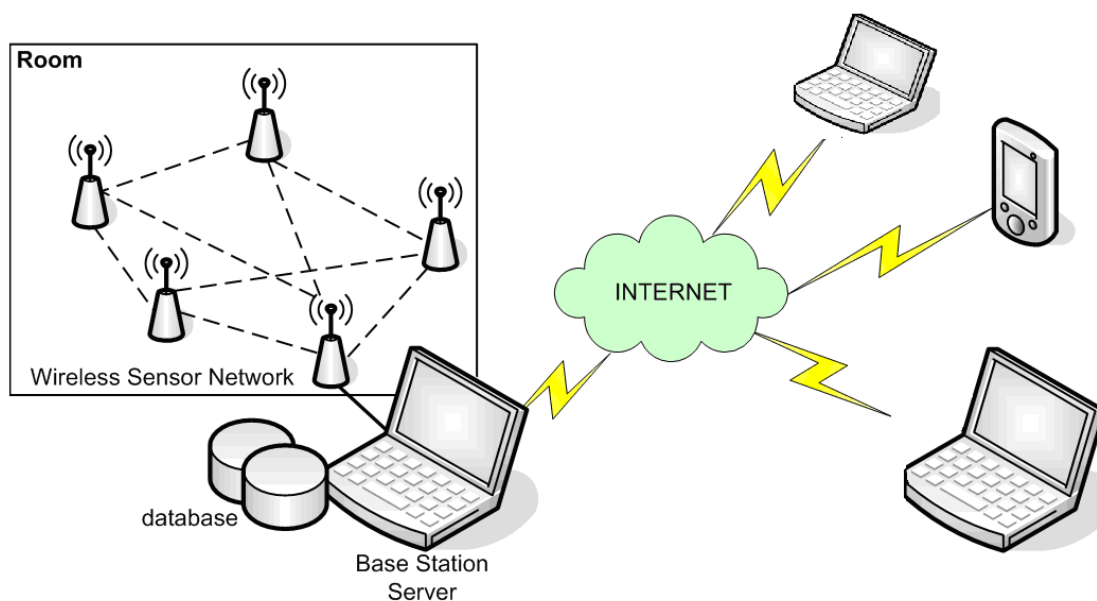 Room
INTERNET
Wireless Sensor Network
database
Base Station
Server